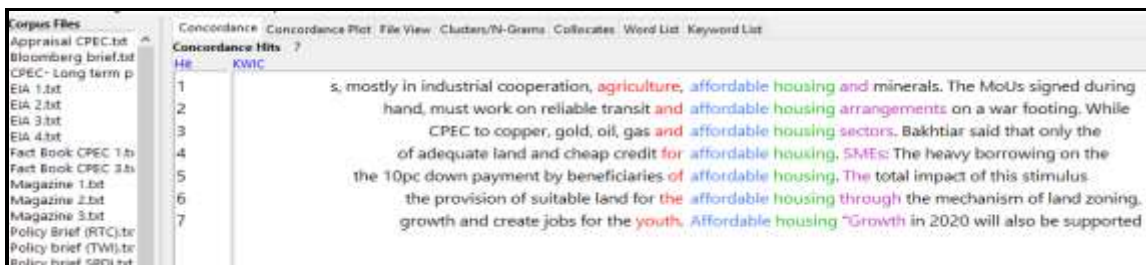 Corpus Files
Appraisal CPEC.txt
Bloomberg brief.txt
CPEC- Long term p
EIA 1.txt
EIA 2.txt
EIA 3.txt
EIA 4.txt
Fact Book CPEC 1.b
Fact Book CPEC 3.b
Magazine 1.txt
Magazine 2.txt
Magazine 3.txt
Policy Brief (RTC).tx
Policy brief (TWI).tx
Policy brief SPDI.txt
Concordance Concordance Plot File View Clusters/N-Grams Collocates Word List Keyword List
Concordance Hits 7
Hit KWIC
1 s, mostly in industrial cooperation, agriculture, affordable housing and minerals. The MoUs signed during
2 hand, must work on reliable transit and affordable housing arrangements on a war footing. While
3 CPEC to copper, gold, oil, gas and affordable housing sectors. Bakhtiar said that only the
4 of adequate land and cheap credit for affordable housing. SMEs: The heavy borrowing on the
5 the 10pc down payment by beneficiaries of affordable housing. The total impact of this stimulus
6 the provision of suitable land for the affordable housing through the mechanism of land zoning.
7 growth and create jobs for the youth. Affordable housing "Growth in 2020 will also be supported